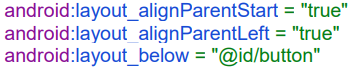 android:layout_alignParentStart = "true"
android:layout_alignParentLeft = "true"
android:layout_below = "@id/button"